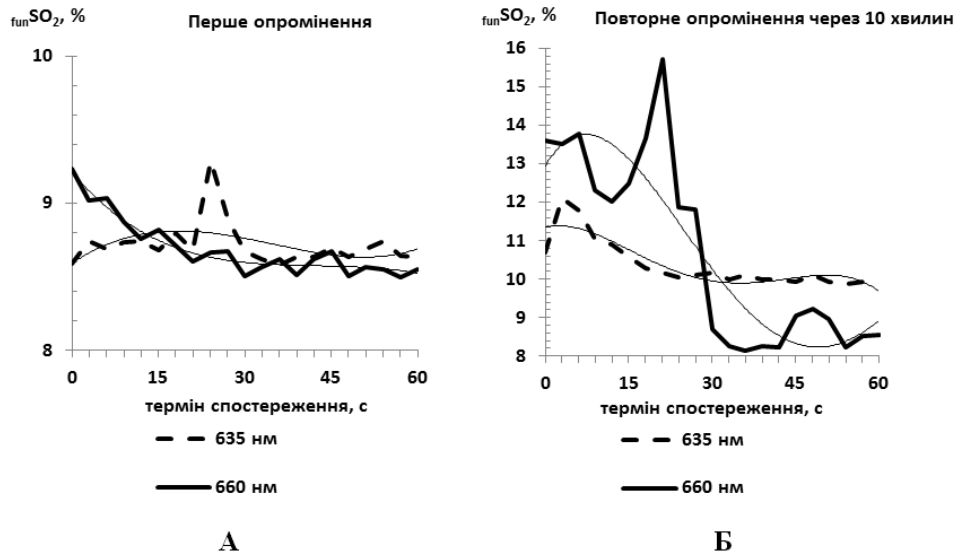 funSO2, %
Перше опромінення
10
9
8
0
15
30
45
60
термін спостереження, с
635 нм
660 нм
А
funSO2, %
Повторне опромінення через 10 хвилин
16
15
14
13
12
11
10
9
8
0
15
30
45
60
термін спостереження, с
635 нм
660 нм
Б